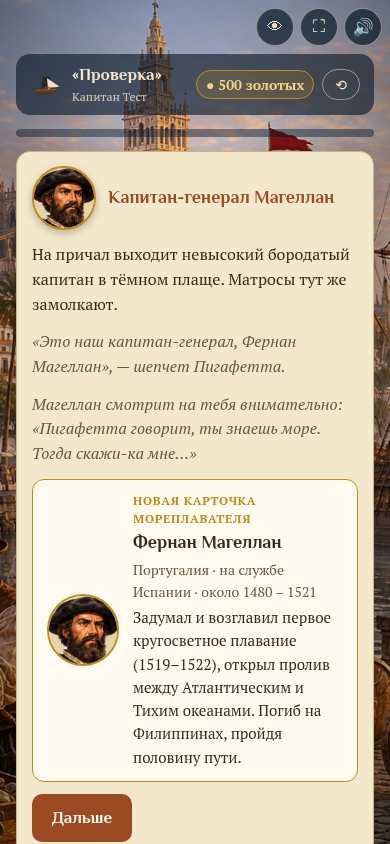 «Проверка»
Капитан Тест
● 500 золотых
⟲
Капитан-генерал Магеллан
На причал выходит невысокий бородатый
капитан в тёмном плаще. Матросы тут же
замолкают.
«Это наш капитан-генерал, Фернан
Магеллан», — шепчет Пигафетта.
Магеллан смотрит на тебя внимательно:
«Пигафетта говорит, ты знаешь море.
Тогда скажи-ка мне…»
НОВАЯ КАРТОЧКА
МОРЕПЛАВАТЕЛЯ
Фернан Магеллан
Португалия · на службе
Испании · около 1480 – 1521
Задумал и возглавил первое
кругосветное плавание
(1519–1522), открыл пролив
между Атлантическим и
Тихим океанами. Погиб на
Филиппинах, пройдя
половину пути.
Дальше